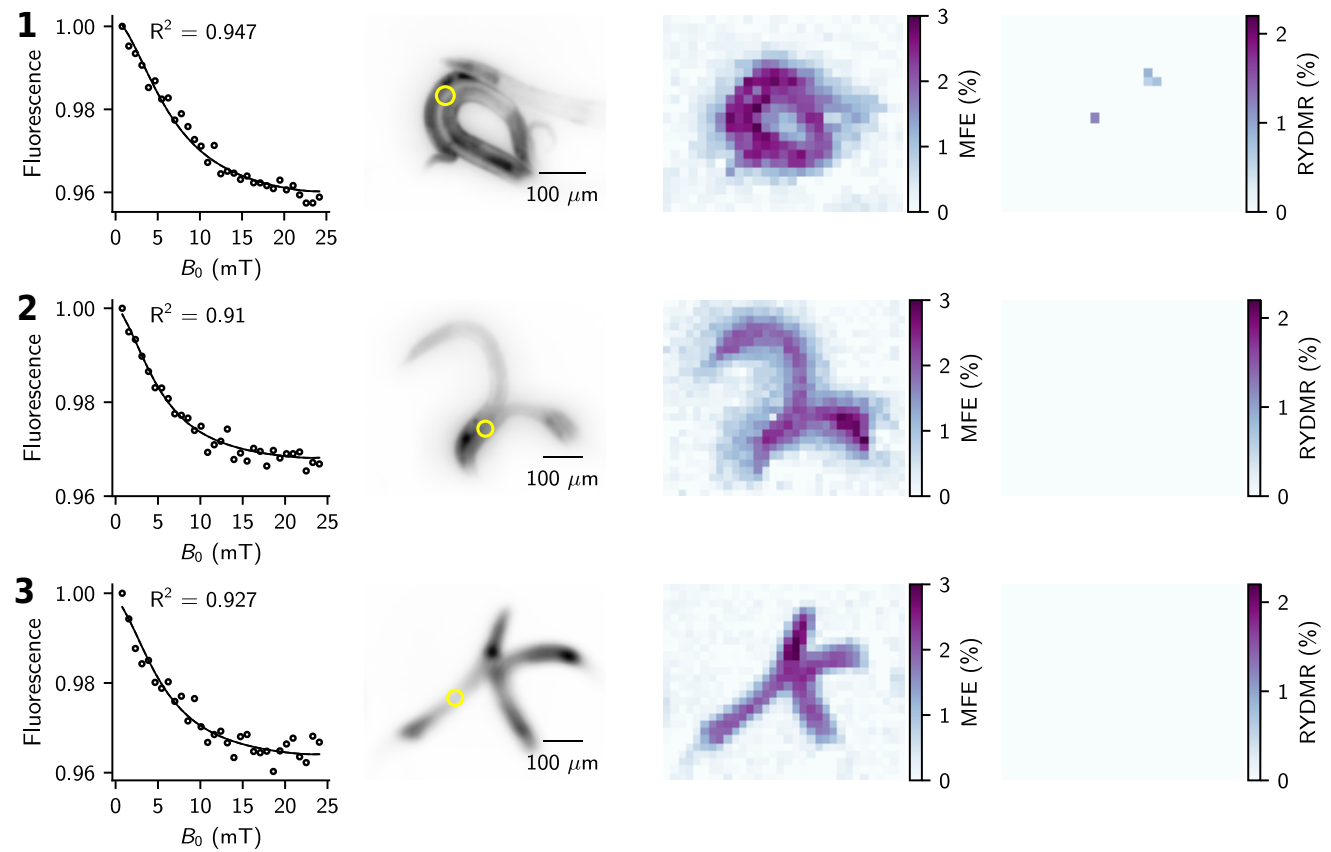 1
R² = 0.947
Fluorescence
1.00
0.98
0.96
0 5 10 15 20 25
B₀ (mT)
100 μm
3
2
1
0
MFE (%)
2
1
0
RYDMR (%)
2
R² = 0.91
Fluorescence
1.00
0.98
0.96
0 5 10 15 20 25
B₀ (mT)
100 μm
3
2
1
0
MFE (%)
2
1
0
RYDMR (%)
3
R² = 0.927
Fluorescence
1.00
0.98
0.96
0 5 10 15 20 25
B₀ (mT)
100 μm
3
2
1
0
MFE (%)
2
1
0
RYDMR (%)